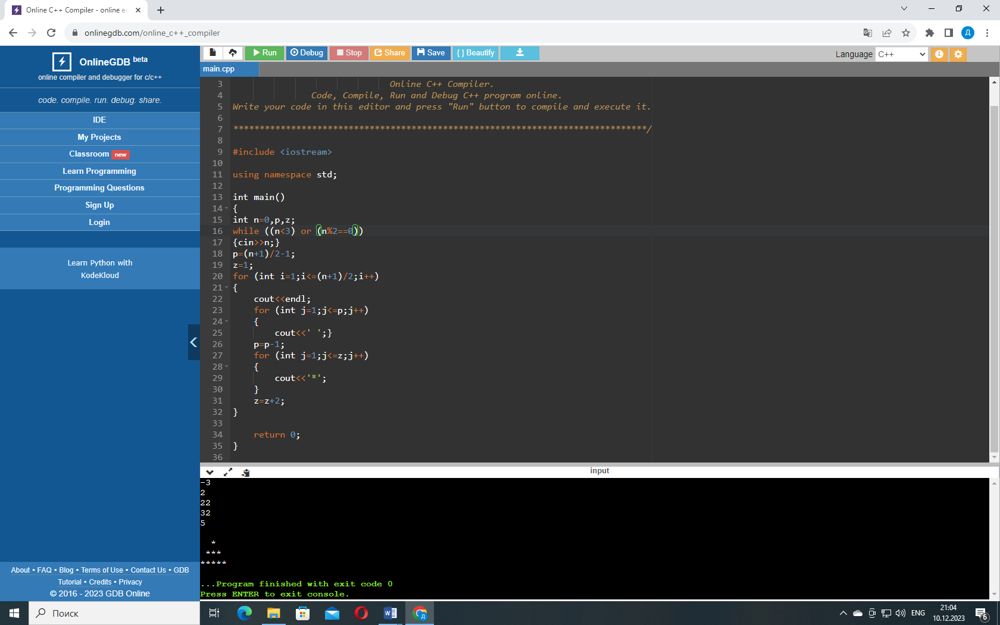 Online C++ Compiler - online e
onlinegdb.com/online_c++_compiler
Д
OnlineGDB beta
online compiler and debugger for c/c++
code. compile. run. debug. share.
IDE
My Projects
Classroom new
Learn Programming
Programming Questions
Sign Up
Login
Learn Python with
KodeKloud
About • FAQ • Blog • Terms of Use • Contact Us • GDB
Tutorial • Credits • Privacy
© 2016 - 2023 GDB Online
Run Debug Stop Share Save { } Beautify
Language C++
main.cpp
3 Online C++ Compiler.
4 Code, Compile, Run and Debug C++ program online.
5 Write your code in this editor and press "Run" button to compile and execute it.
6
7 *******************************************************************************/
8
9 #include <iostream>
10
11 using namespace std;
12
13 int main()
14 {
15 int n=0,p,z;
16 while ((n<3) or (n%2==0))
17 {cin>>n;}
18 p=(n+1)/2-1;
19 z=1;
20 for (int i=1;i<=(n+1)/2;i++)
21 {
22     cout<<endl;
23     for (int j=1;j<=p;j++)
24     {
25         cout<<' ';}
26     p=p-1;
27     for (int j=1;j<=z;j++)
28     {
29         cout<<'*';
30     }
31     z=z+2;
32 }
33
34     return 0;
35 }
36
input
-3
2
22
32
5
  *
 ***
*****
...Program finished with exit code 0
Press ENTER to exit console.
Поиск
Д
ENG
21:04
10.12.2023
6